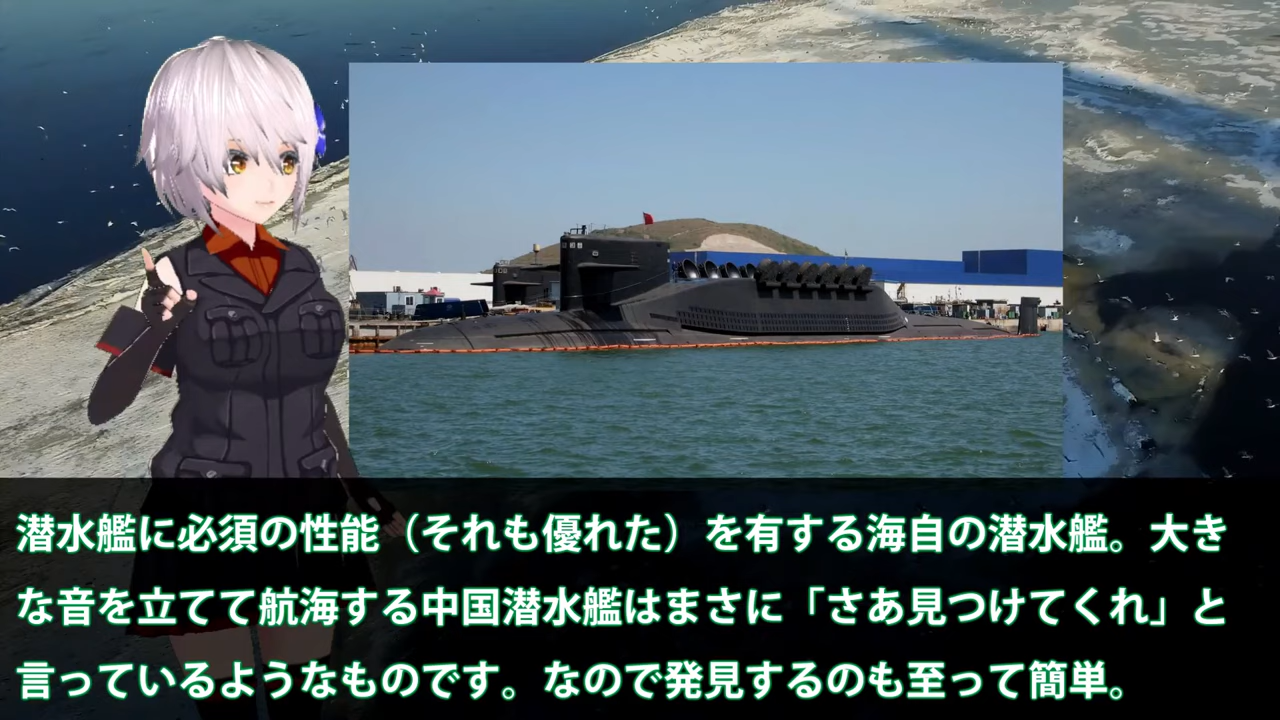 潜水艦に必須の性能（それも優れた）を有する海自の潜水艦。大き
な音を立てて航海する中国潜水艦はまさに「さあ見つけてくれ」と
言っているようなものです。なので発見するのも至って簡単。